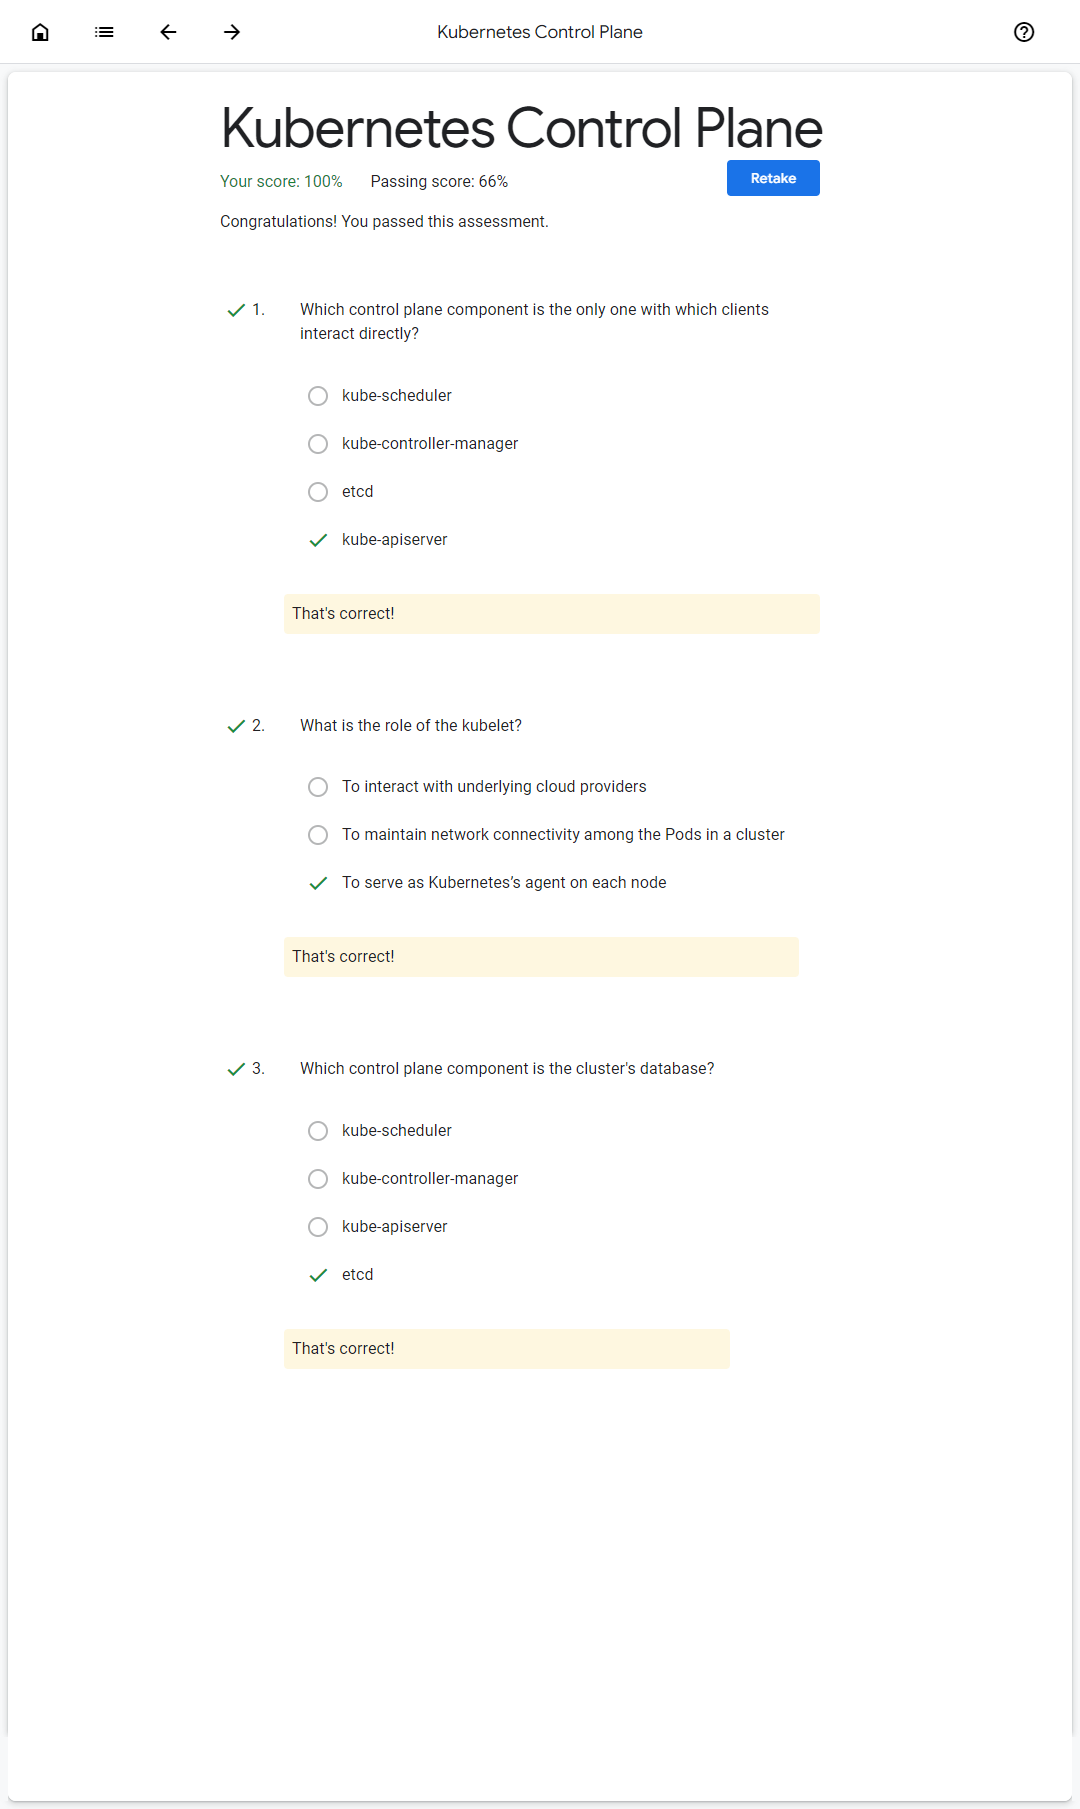 Kubernetes Control Plane
Kubernetes Control Plane
Your score: 100% Passing score: 66%
Retake
Congratulations! You passed this assessment.
1. Which control plane component is the only one with which clients
interact directly?
kube-scheduler
kube-controller-manager
etcd
kube-apiserver
That's correct!
2. What is the role of the kubelet?
To interact with underlying cloud providers
To maintain network connectivity among the Pods in a cluster
To serve as Kubernetes’s agent on each node
That's correct!
3. Which control plane component is the cluster's database?
kube-scheduler
kube-controller-manager
kube-apiserver
etcd
That's correct!